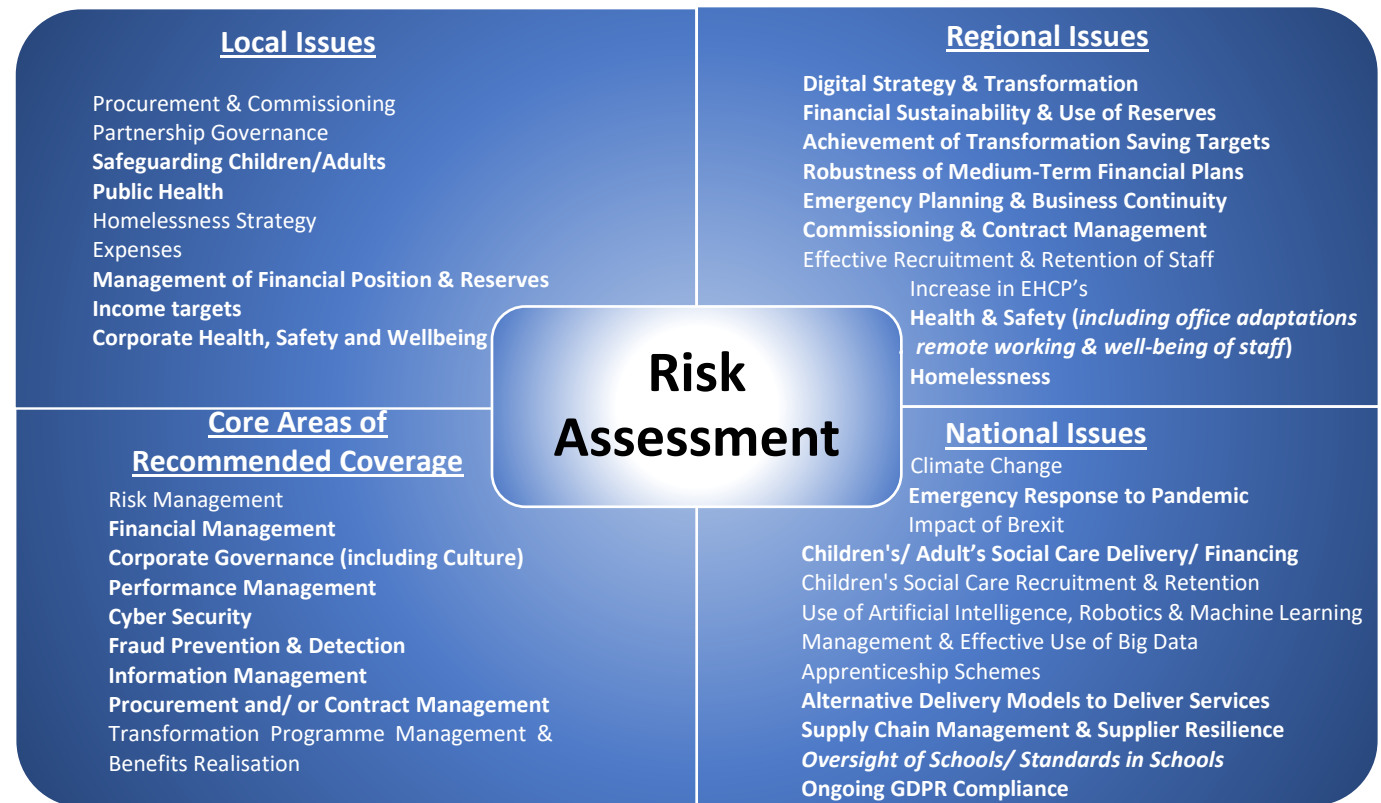 Local Issues
Procurement & Commissioning
Partnership Governance
Safeguarding Children/Adults
Public Health
Homelessness Strategy
Expenses
Management of Financial Position & Reserves
Income targets
Corporate Health, Safety and Wellbeing
Regional Issues
Digital Strategy & Transformation
Financial Sustainability & Use of Reserves
Achievement of Transformation Saving Targets
Robustness of Medium-Term Financial Plans
Emergency Planning & Business Continuity
Commissioning & Contract Management
Effective Recruitment & Retention of Staff
Increase in EHCP's
Health & Safety (including office adaptations
remote working & well-being of staff)
Homelessness
Risk
Assessment
Core Areas of
Recommended Coverage
Risk Management
Financial Management
Corporate Governance (including Culture)
Performance Management
Cyber Security
Fraud Prevention & Detection
Information Management
Procurement and/ or Contract Management
Transformation Programme Management &
Benefits Realisation
National Issues
Climate Change
Emergency Response to Pandemic
Impact of Brexit
Children's/ Adult’s Social Care Delivery/ Financing
Children's Social Care Recruitment & Retention
Use of Artificial Intelligence, Robotics & Machine Learning
Management & Effective Use of Big Data
Apprenticeship Schemes
Alternative Delivery Models to Deliver Services
Supply Chain Management & Supplier Resilience
Oversight of Schools/ Standards in Schools
Ongoing GDPR Compliance